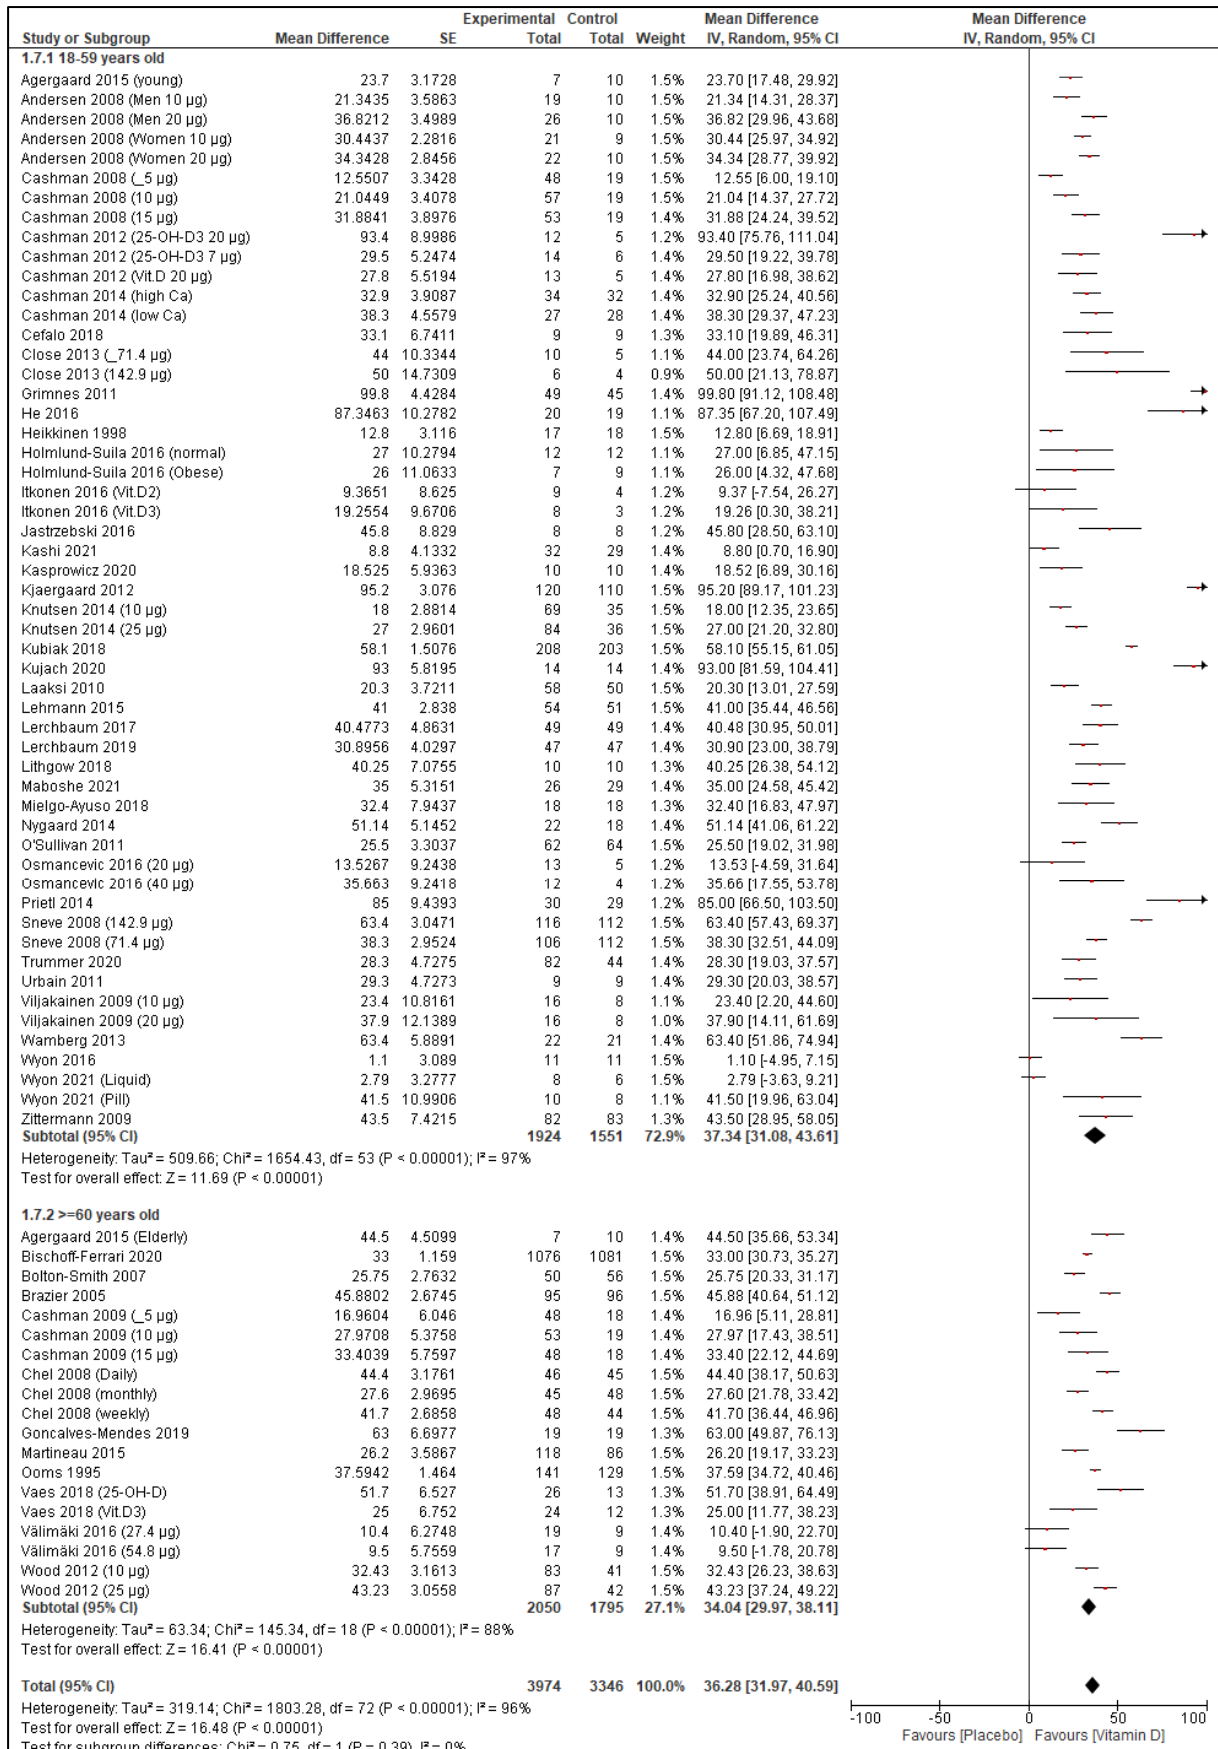 Experimental Control Mean Difference Mean Difference
Study or Subgroup Mean Difference SE Total Total Weight IV, Random, 95% CI IV, Random, 95% CI
1.7.1 18-59 years old
Agergaard 2015 (young) 23.7 3.1728 7 10 1.5% 23.70 [17.48, 29.92]
Andersen 2008 (Men 10 µg) 21.3435 3.5863 19 10 1.5% 21.34 [14.31, 28.37]
Andersen 2008 (Men 20 µg) 36.8212 3.4989 26 10 1.5% 36.82 [29.96, 43.68]
Andersen 2008 (Women 10 µg) 30.4437 2.2816 21 9 1.5% 30.44 [25.97, 34.92]
Andersen 2008 (Women 20 µg) 34.3428 2.8456 22 10 1.5% 34.34 [28.77, 39.92]
Cashman 2008 (_5 µg) 12.5507 3.3428 48 19 1.5% 12.55 [6.00, 19.10]
Cashman 2008 (10 µg) 21.0449 3.4078 57 19 1.5% 21.04 [14.37, 27.72]
Cashman 2008 (15 µg) 31.8841 3.8976 53 19 1.4% 31.88 [24.24, 39.52]
Cashman 2012 (25-OH-D3 20 µg) 93.4 8.9986 12 5 1.2% 93.40 [75.76, 111.04]
Cashman 2012 (25-OH-D3 7 µg) 29.5 5.2474 14 6 1.4% 29.50 [19.22, 39.78]
Cashman 2012 (Vit.D 20 µg) 27.8 5.5194 13 5 1.4% 27.80 [16.98, 38.62]
Cashman 2014 (high Ca) 32.9 3.9087 34 32 1.4% 32.90 [25.24, 40.56]
Cashman 2014 (low Ca) 38.3 4.5579 27 28 1.4% 38.30 [29.37, 47.23]
Cefalo 2018 33.1 6.7411 9 9 1.3% 33.10 [19.89, 46.31]
Close 2013 (_71.4 µg) 44 10.3344 10 5 1.1% 44.00 [23.74, 64.26]
Close 2013 (142.9 µg) 50 14.7309 6 4 0.9% 50.00 [21.13, 78.87]
Grimnes 2011 99.8 4.4284 49 45 1.4% 99.80 [91.12, 108.48]
He 2016 87.3463 10.2782 20 19 1.1% 87.35 [67.20, 107.49]
Heikkinen 1998 12.8 3.116 17 18 1.5% 12.80 [6.69, 18.91]
Holmlund-Suila 2016 (normal) 27 10.2794 12 12 1.1% 27.00 [6.85, 47.15]
Holmlund-Suila 2016 (Obese) 26 11.0633 7 9 1.1% 26.00 [4.32, 47.68]
Itkonen 2016 (Vit.D2) 9.3651 8.625 9 4 1.2% 9.37 [-7.54, 26.27]
Itkonen 2016 (Vit.D3) 19.2554 9.6706 8 3 1.2% 19.26 [0.30, 38.21]
Jastrzebski 2016 45.8 8.829 8 8 1.2% 45.80 [28.50, 63.10]
Kashi 2021 8.8 4.1332 32 29 1.4% 8.80 [0.70, 16.90]
Kasprowicz 2020 18.525 5.9363 10 10 1.4% 18.52 [6.89, 30.16]
Kjaergaard 2012 95.2 3.076 120 110 1.5% 95.20 [89.17, 101.23]
Knutsen 2014 (10 µg) 18 2.8814 69 35 1.5% 18.00 [12.35, 23.65]
Knutsen 2014 (25 µg) 27 2.9601 84 36 1.5% 27.00 [21.20, 32.80]
Kubiak 2018 58.1 1.5076 208 203 1.5% 58.10 [55.15, 61.05]
Kujach 2020 93 5.8195 14 14 1.4% 93.00 [81.59, 104.41]
Laaksi 2010 20.3 3.7211 58 50 1.5% 20.30 [13.01, 27.59]
Lehmann 2015 41 2.838 54 51 1.5% 41.00 [35.44, 46.56]
Lerchbaum 2017 40.4773 4.8631 49 49 1.4% 40.48 [30.95, 50.01]
Lerchbaum 2019 30.8956 4.0297 47 47 1.4% 30.90 [23.00, 38.79]
Lithgow 2018 40.25 7.0755 10 10 1.3% 40.25 [26.38, 54.12]
Maboshe 2021 35 5.3151 26 29 1.4% 35.00 [24.58, 45.42]
Mielgo-Ayuso 2018 32.4 7.9437 18 18 1.3% 32.40 [16.83, 47.97]
Nygaard 2014 51.14 5.1452 22 18 1.4% 51.14 [41.06, 61.22]
O'Sullivan 2011 25.5 3.3037 62 64 1.5% 25.50 [19.02, 31.98]
Osmancevic 2016 (20 µg) 13.5267 9.2438 13 5 1.2% 13.53 [-4.59, 31.64]
Osmancevic 2016 (40 µg) 35.663 9.2418 12 4 1.2% 35.66 [17.55, 53.78]
Prietl 2014 85 9.4393 30 29 1.2% 85.00 [66.50, 103.50]
Sneve 2008 (142.9 µg) 63.4 3.0471 116 112 1.5% 63.40 [57.43, 69.37]
Sneve 2008 (71.4 µg) 38.3 2.9524 106 112 1.5% 38.30 [32.51, 44.09]
Trummer 2020 28.3 4.7275 82 44 1.4% 28.30 [19.03, 37.57]
Urbain 2011 29.3 4.7273 9 9 1.4% 29.30 [20.03, 38.57]
Viljakainen 2009 (10 µg) 23.4 10.8161 16 8 1.1% 23.40 [2.20, 44.60]
Viljakainen 2009 (20 µg) 37.9 12.1389 16 8 1.0% 37.90 [14.11, 61.69]
Wamberg 2013 63.4 5.8891 22 21 1.4% 63.40 [51.86, 74.94]
Wyon 2016 1.1 3.089 11 11 1.5% 1.10 [-4.95, 7.15]
Wyon 2021 (Liquid) 2.79 3.2777 8 6 1.5% 2.79 [-3.63, 9.21]
Wyon 2021 (Pill) 41.5 10.9906 10 8 1.1% 41.50 [19.96, 63.04]
Zittermann 2009 43.5 7.4215 82 83 1.3% 43.50 [28.95, 58.05]
Subtotal (95% CI) 1924 1551 72.9% 37.34 [31.08, 43.61]
Heterogeneity: Tau² = 509.66; Chi² = 1654.43, df = 53 (P < 0.00001); I² = 97%
Test for overall effect: Z = 11.69 (P < 0.00001)
1.7.2 >=60 years old
Agergaard 2015 (Elderly) 44.5 4.5099 7 10 1.4% 44.50 [35.66, 53.34]
Bischoff-Ferrari 2020 33 1.159 1076 1081 1.5% 33.00 [30.73, 35.27]
Bolton-Smith 2007 25.75 2.7632 50 56 1.5% 25.75 [20.33, 31.17]
Brazier 2005 45.8802 2.6745 95 96 1.5% 45.88 [40.64, 51.12]
Cashman 2009 (_5 µg) 16.9604 6.046 48 18 1.4% 16.96 [5.11, 28.81]
Cashman 2009 (10 µg) 27.9708 5.3758 53 19 1.4% 27.97 [17.43, 38.51]
Cashman 2009 (15 µg) 33.4039 5.7597 48 18 1.4% 33.40 [22.12, 44.69]
Chel 2008 (Daily) 44.4 3.1761 46 45 1.5% 44.40 [38.17, 50.63]
Chel 2008 (monthly) 27.6 2.9695 45 48 1.5% 27.60 [21.78, 33.42]
Chel 2008 (weekly) 41.7 2.6858 48 44 1.5% 41.70 [36.44, 46.96]
Goncalves-Mendes 2019 63 6.6977 19 19 1.3% 63.00 [49.87, 76.13]
Martineau 2015 26.2 3.5867 118 86 1.5% 26.20 [19.17, 33.23]
Ooms 1995 37.5942 1.464 141 129 1.5% 37.59 [34.72, 40.46]
Vaes 2018 (25-OH-D) 51.7 6.527 26 13 1.3% 51.70 [38.91, 64.49]
Vaes 2018 (Vit.D3) 25 6.752 24 12 1.3% 25.00 [11.77, 38.23]
Välimäki 2016 (27.4 µg) 10.4 6.2748 19 9 1.4% 10.40 [-1.90, 22.70]
Välimäki 2016 (54.8 µg) 9.5 5.7559 17 9 1.4% 9.50 [-1.78, 20.78]
Wood 2012 (10 µg) 32.43 3.1613 83 41 1.5% 32.43 [26.23, 38.63]
Wood 2012 (25 µg) 43.23 3.0558 87 42 1.5% 43.23 [37.24, 49.22]
Subtotal (95% CI) 2050 1795 27.1% 34.04 [29.97, 38.11]
Heterogeneity: Tau² = 63.34; Chi² = 145.34, df = 18 (P < 0.00001); I² = 88%
Test for overall effect: Z = 16.41 (P < 0.00001)
Total (95% CI) 3974 3346 100.0% 36.28 [31.97, 40.59]
Heterogeneity: Tau² = 319.14; Chi² = 1803.28, df = 72 (P < 0.00001); I² = 96%
Test for overall effect: Z = 16.48 (P < 0.00001)
Test for subgroup differences: Chi² = 0.75, df = 1 (P = 0.39), I² = 0%
-100 -50 0 50 100
Favours [Placebo] Favours [Vitamin D]